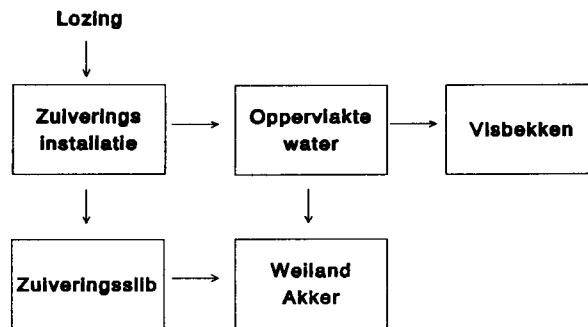 Lozing
Zuiverings
installatie
Oppervlakte
water
Visbekken
Zuiveringsslib
Weiland
Akker